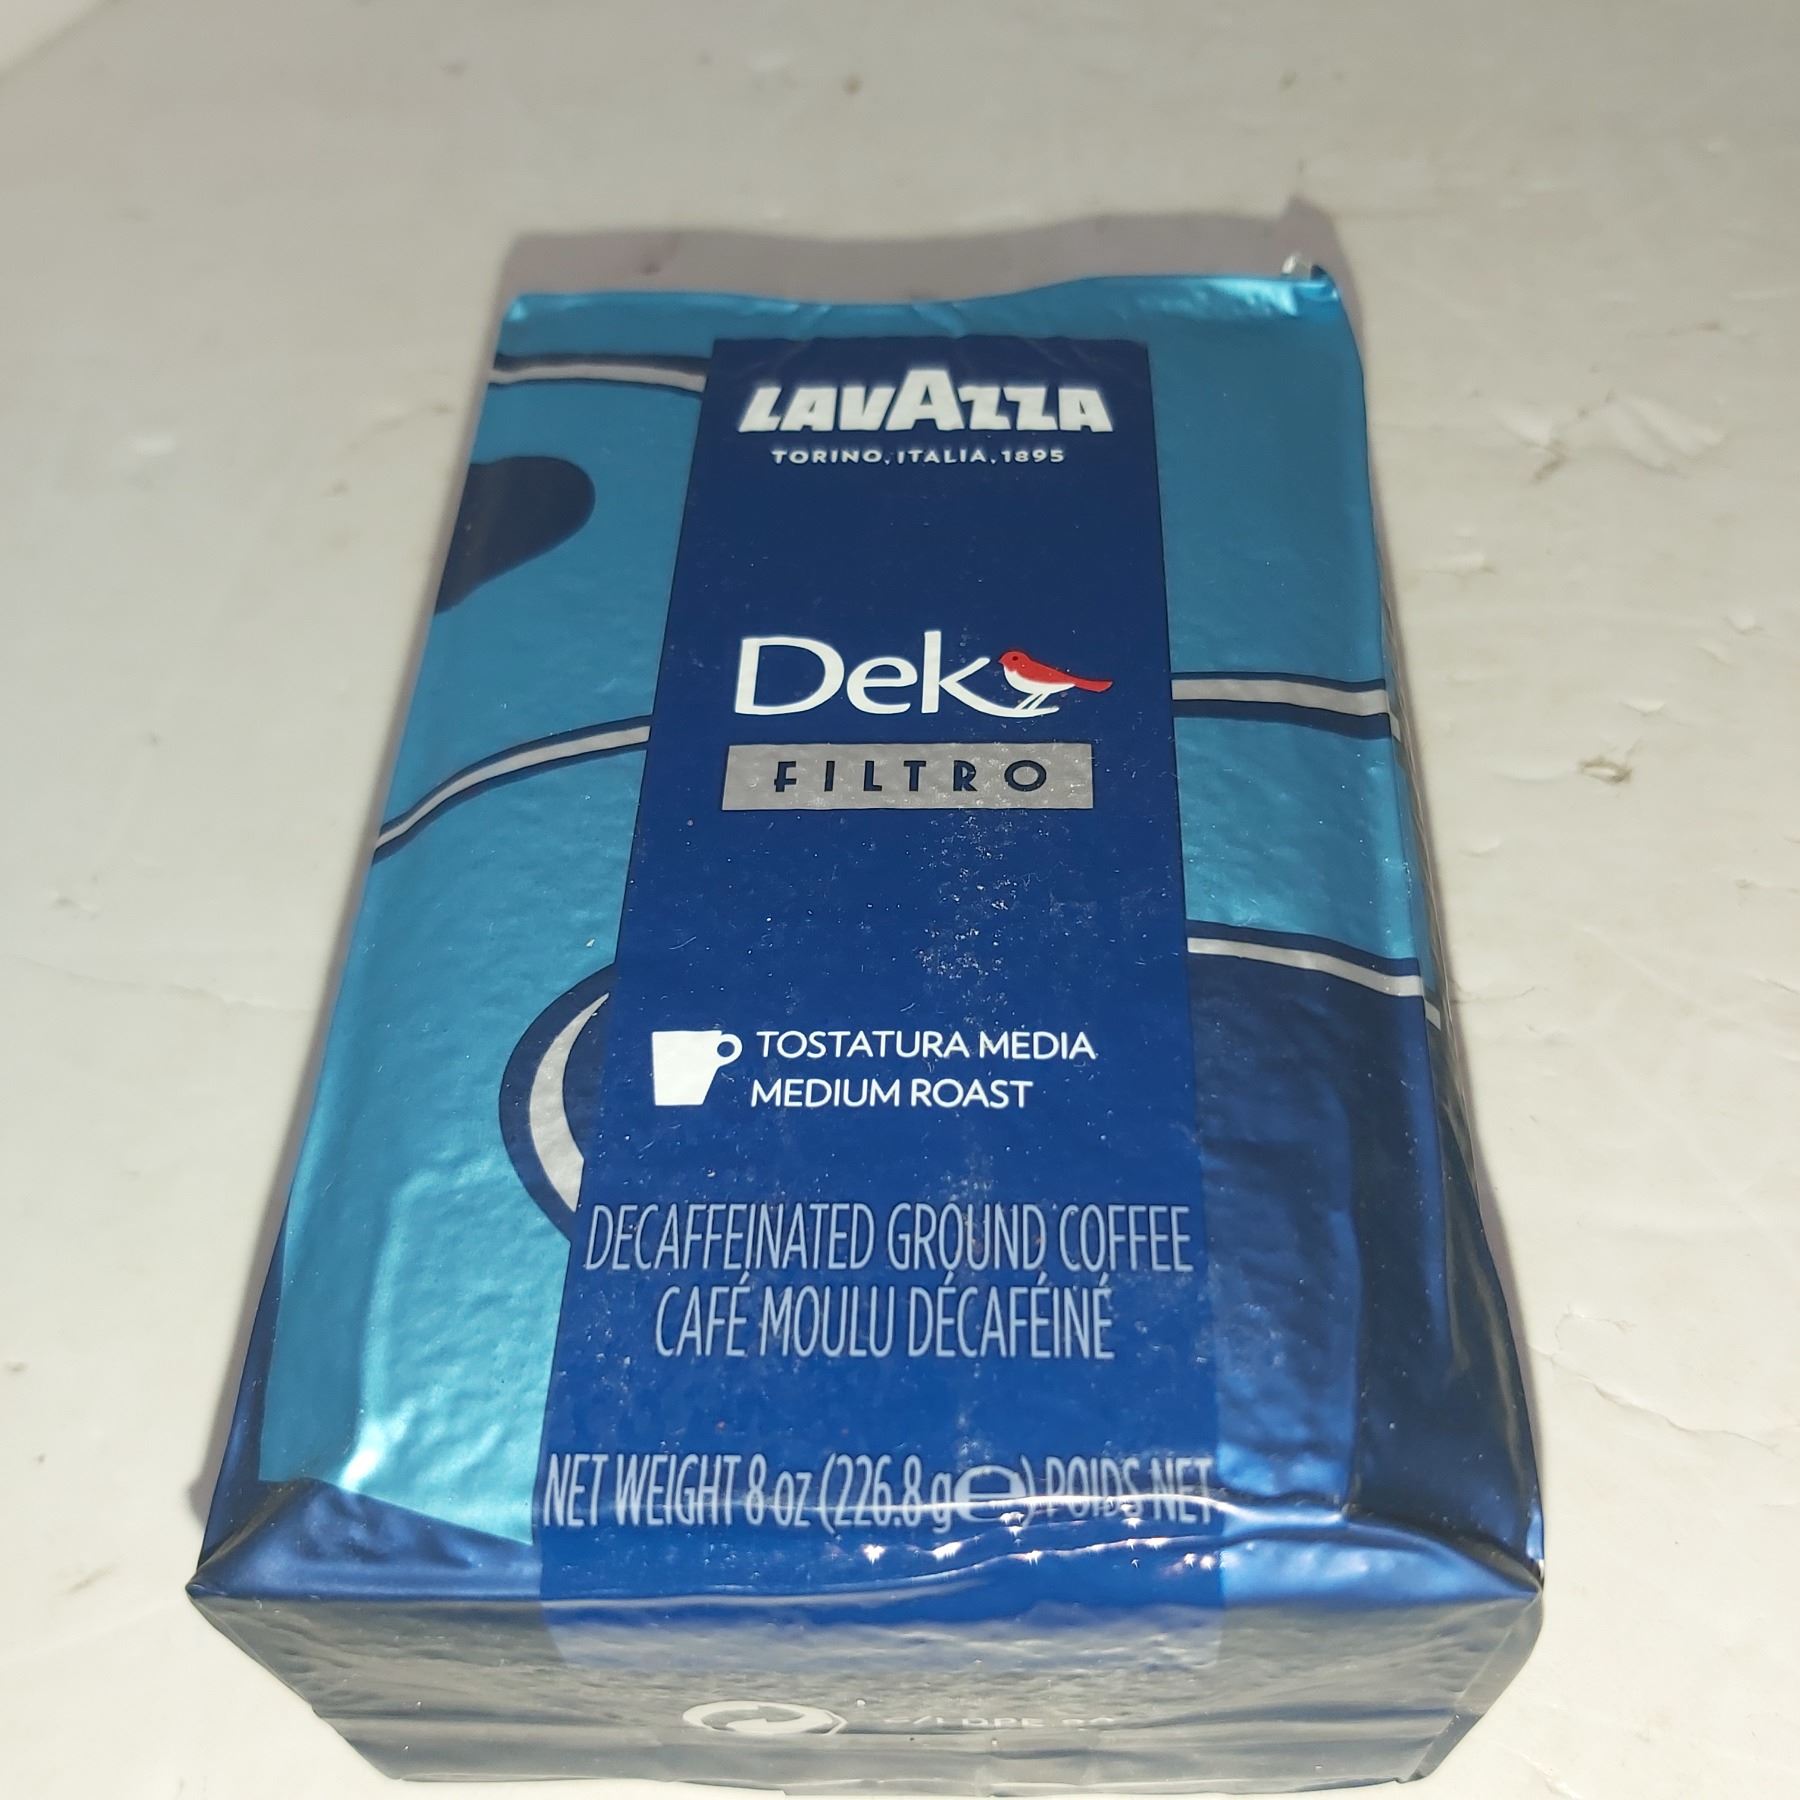 LAVAZZA
TORINO, ITALIA, 1895
Dek
FILTRO
TOSTATURA MEDIA
MEDIUM ROAST
DECAFFEINATED GROUND COFFEE
CAFÉ MOULU DÉCAFÉINÉ
NET WEIGHT 8 oz (226.8 g ℮) POIDS NET